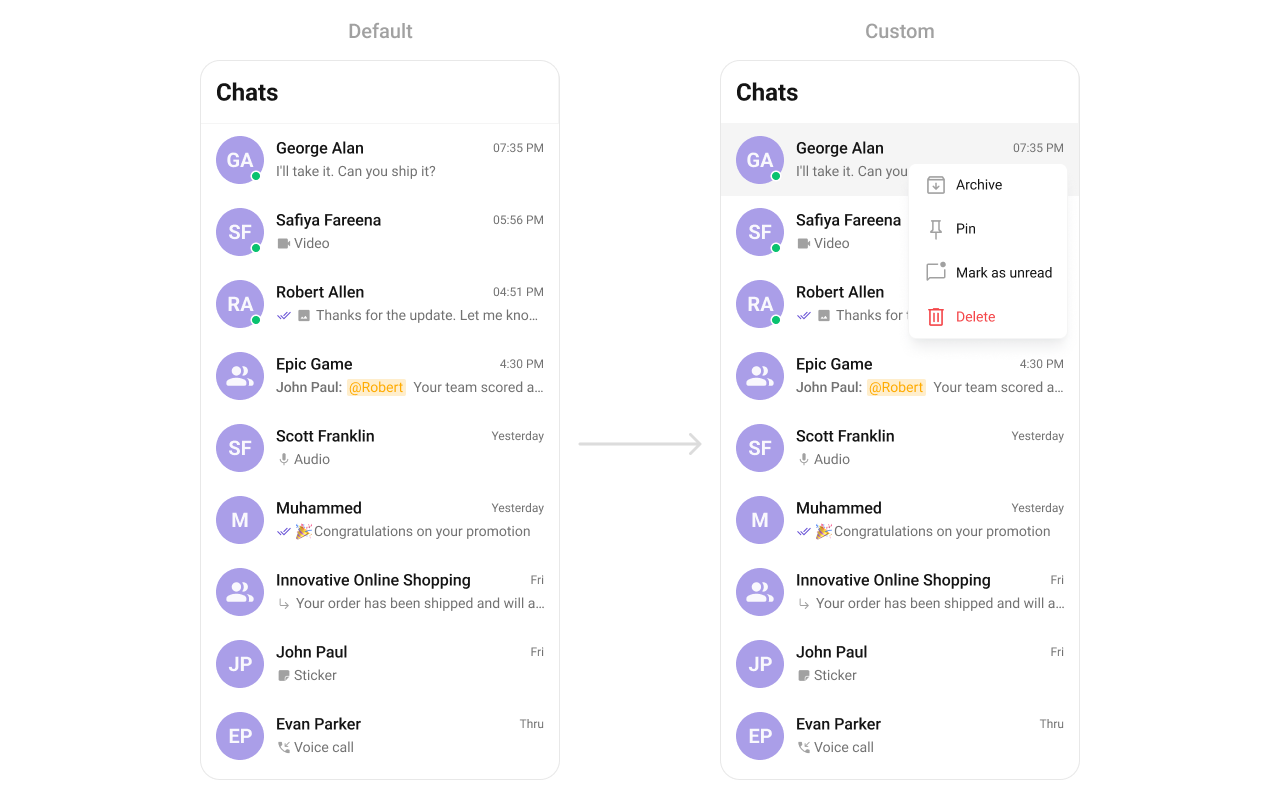 Default
Chats
GA
George Alan
07:35 PM
I'll take it. Can you ship it?
SF
Safiya Fareena
05:56 PM
Video
RA
Robert Allen
04:51 PM
Thanks for the update. Let me kno...
Epic Game
4:30 PM
John Paul: @Robert Your team scored a...
SF
Scott Franklin
Yesterday
Audio
M
Muhammed
Yesterday
🎉Congratulations on your promotion
Innovative Online Shopping
Fri
Your order has been shipped and will a...
JP
John Paul
Fri
Sticker
EP
Evan Parker
Thru
Voice call
Custom
Chats
GA
George Alan
07:35 PM
I'll take it. Can you
Archive
Pin
Mark as unread
Delete
SF
Safiya Fareena
Video
RA
Robert Allen
Thanks for
Epic Game
4:30 PM
John Paul: @Robert Your team scored a...
SF
Scott Franklin
Yesterday
Audio
M
Muhammed
Yesterday
🎉Congratulations on your promotion
Innovative Online Shopping
Fri
Your order has been shipped and will a...
JP
John Paul
Fri
Sticker
EP
Evan Parker
Thru
Voice call